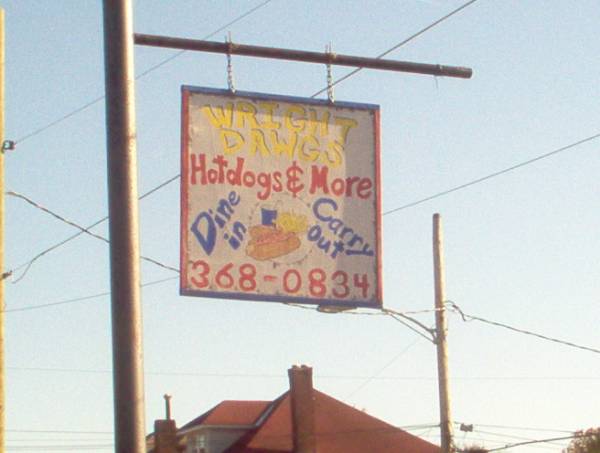 WRIGHT
DAWGS
Hotdogs & More
Dine in
Carry out
368-0834